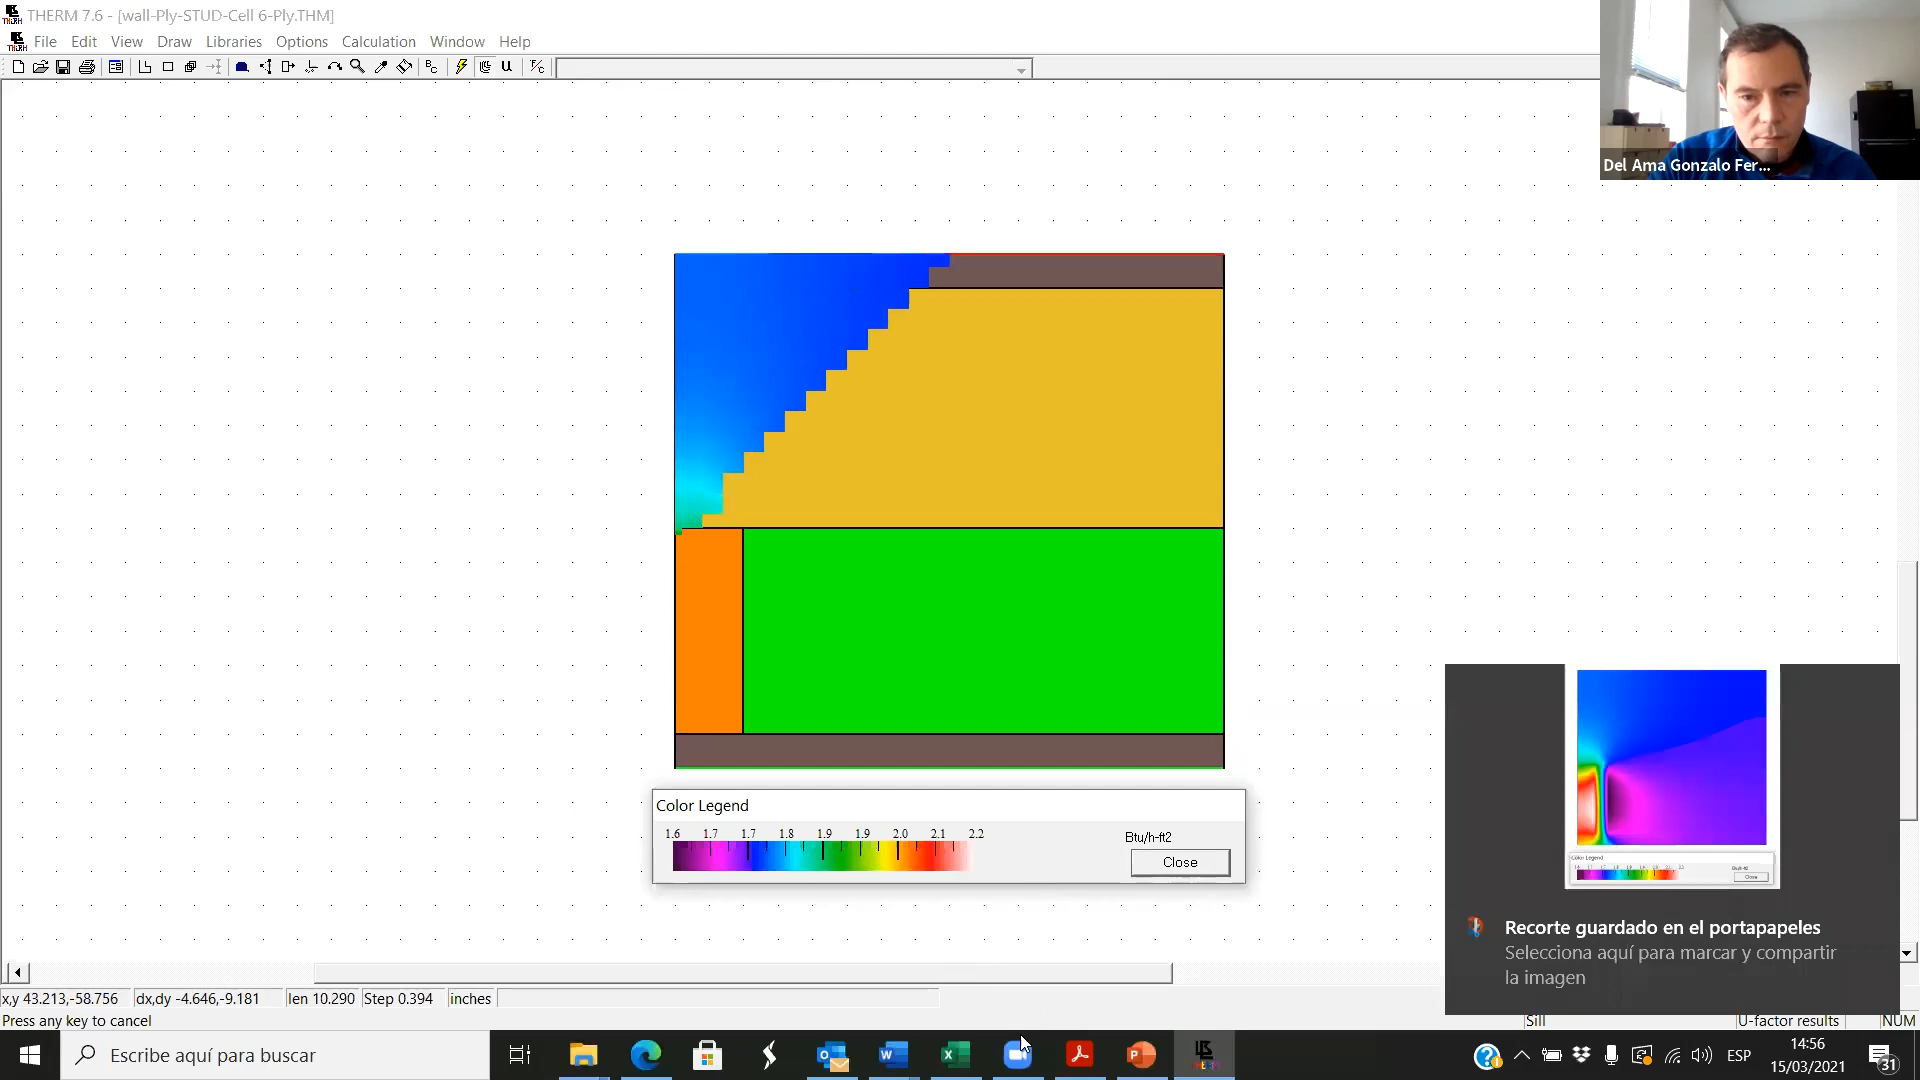 THERM 7.6 - [wall-Ply-STUD-Cell 6-Ply.THM]
File Edit View Draw Libraries Options Calculation Window Help
Del Ama Gonzalo Fer...
Color Legend
1.6 1.7 1.7 1.8 1.9 1.9 2.0 2.1 2.2
Btu/h-ft2
Close
Color Legend
Close
Recorte guardado en el portapapeles
Selecciona aquí para marcar y compartir
la imagen
x,y 43.213,-58.756 dx,dy -4.646,-9.181 len 10.290 Step 0.394 inches
Press any key to cancel
Sill
U-factor results
NUM
Escribe aquí para buscar
ESP
14:56
15/03/2021
31